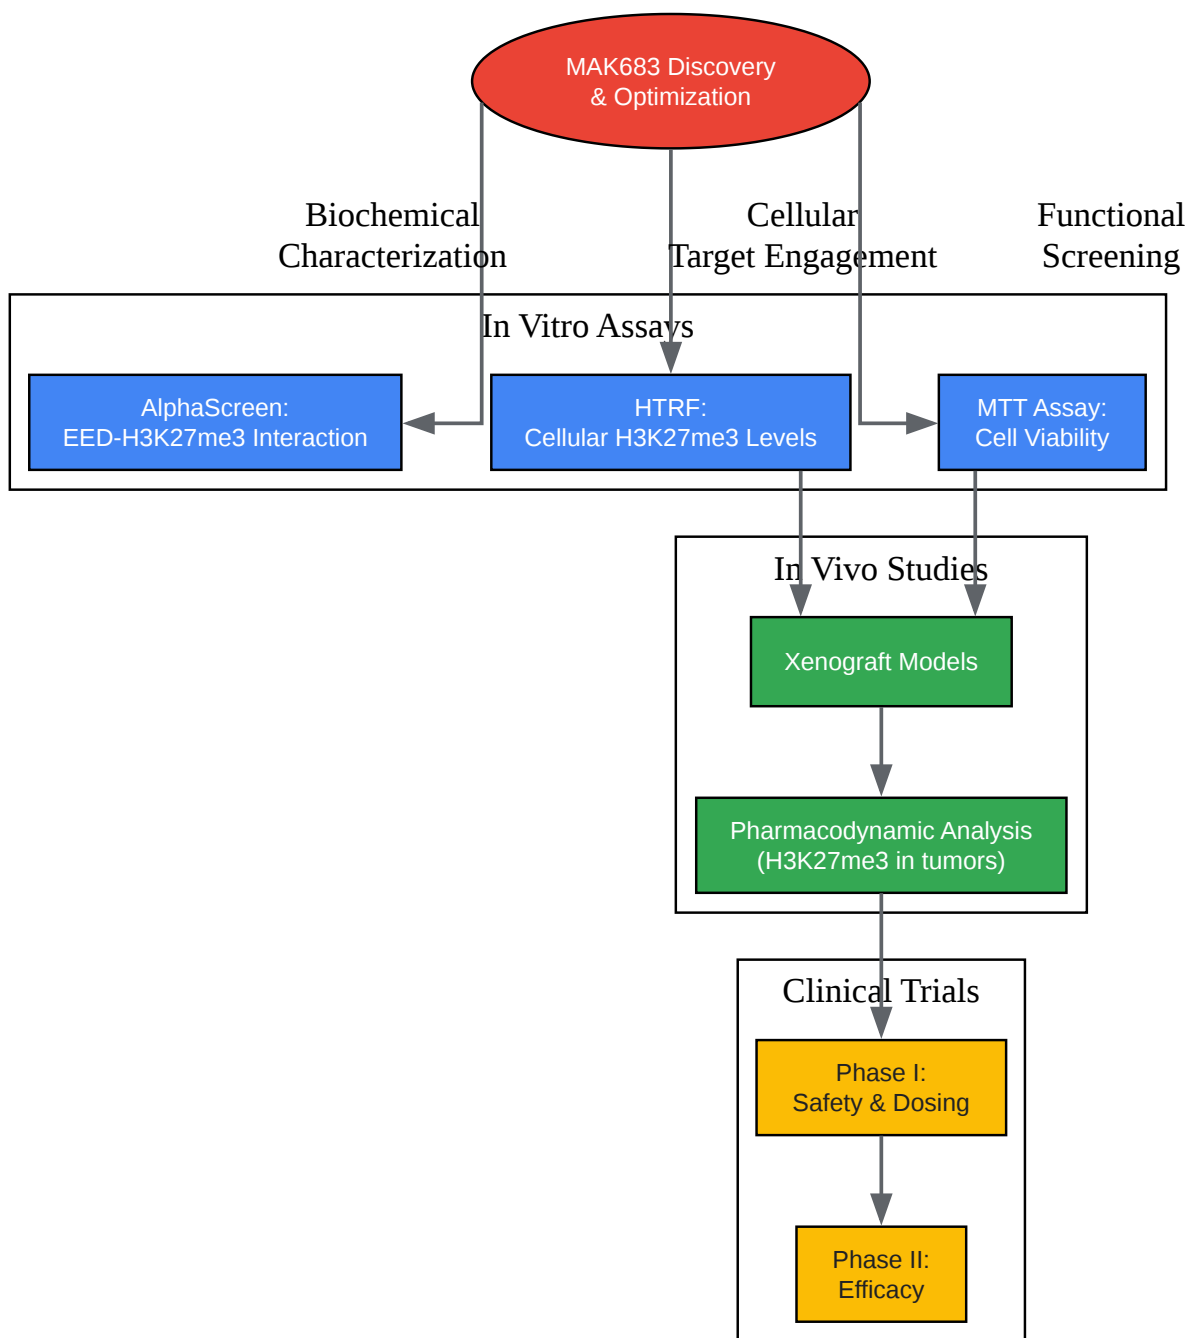 MAK683 Discovery
& Optimization
Biochemical
Characterization
Cellular
Target Engagement
Functional
Screening
In Vitro Assays
AlphaScreen:
EED-H3K27me3 Interaction
HTRF:
Cellular H3K27me3 Levels
MTT Assay:
Cell Viability
In Vivo Studies
Xenograft Models
Pharmacodynamic Analysis
(H3K27me3 in tumors)
Clinical Trials
Phase I:
Safety & Dosing
Phase II:
Efficacy